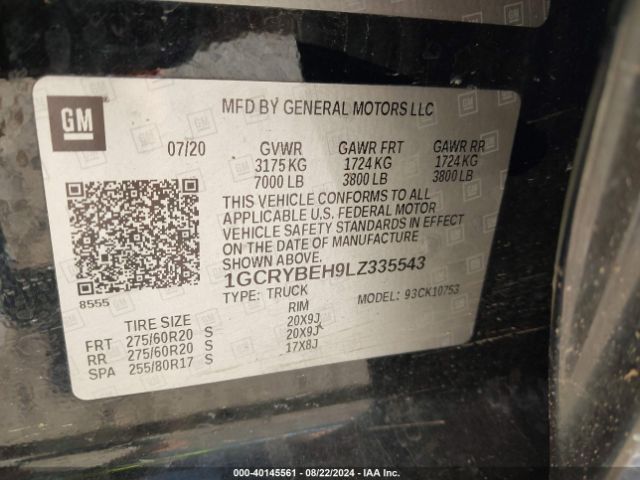 GM
GM
MFD BY GENERAL MOTORS LLC
07/20 GVWR GAWR FRT GAWR RR
3175 KG 1724 KG 1724 KG
7000 LB 3800 LB 3800 LB
THIS VEHICLE CONFORMS TO ALL
APPLICABLE U.S. FEDERAL MOTOR
VEHICLE SAFETY STANDARDS IN EFFECT
ON THE DATE OF MANUFACTURE
SHOWN ABOVE.
8555
1GCRYBEH9LZ335543
TYPE: TRUCK MODEL: 93CK10753
TIRE SIZE RIM
FRT 275/60R20 S 20X9J
RR 275/60R20 S 20X9J
SPA 255/80R17 S 17X8J
000-40145561 - 08/22/2024 - IAA Inc.